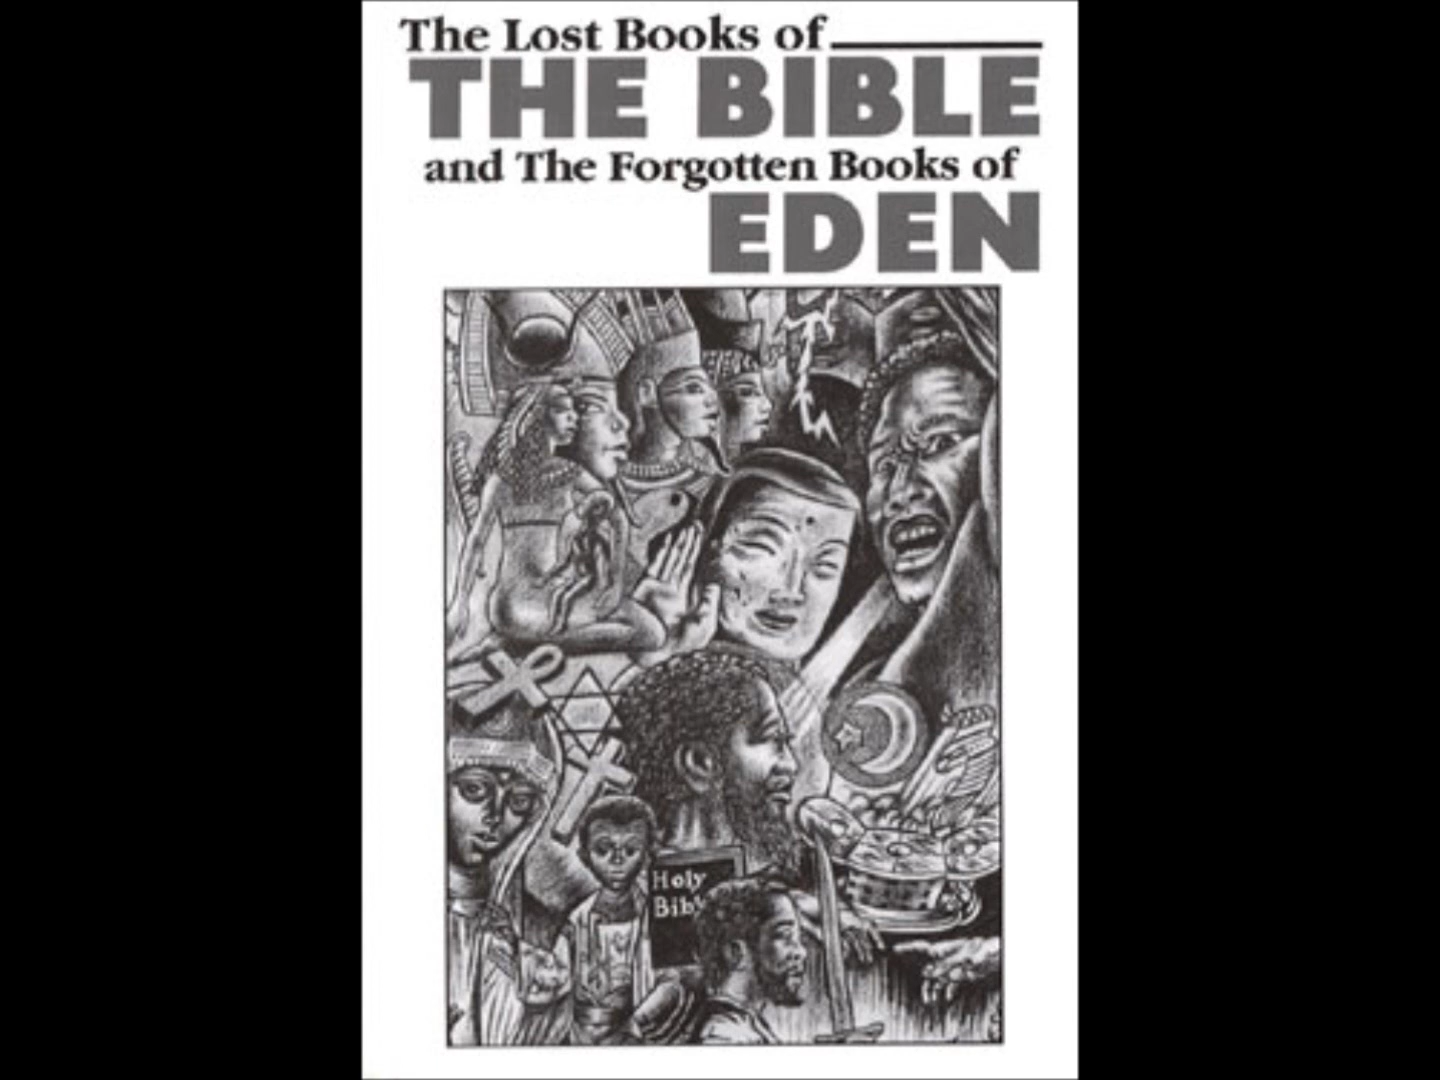 The Lost Books of
THE BIBLE
and The Forgotten Books of
EDEN
Holy
Bib